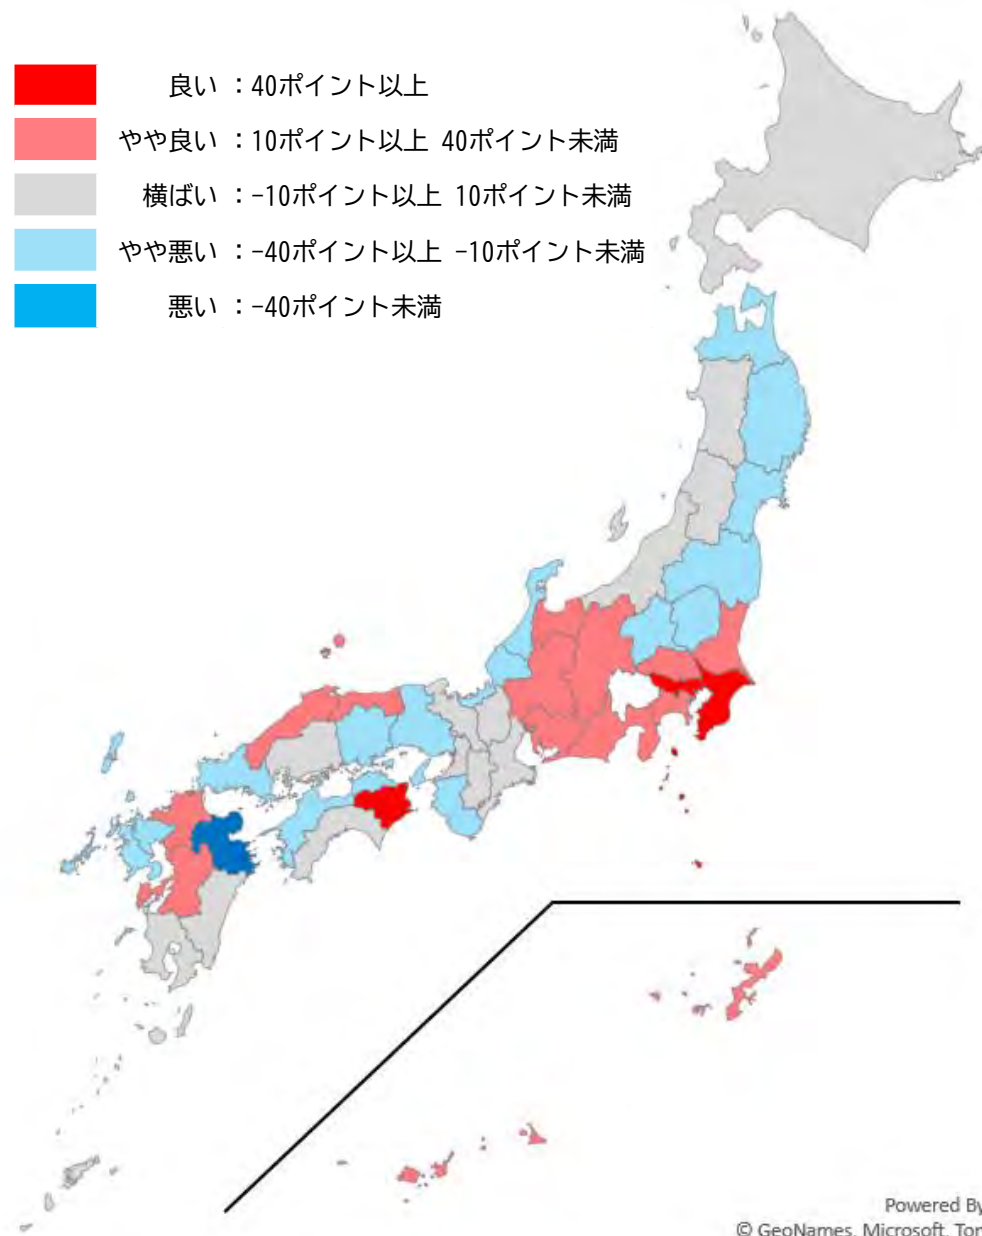 良い：40ポイント以上
やや良い：10ポイント以上 40ポイント未満
横ばい：-10ポイント以上 10ポイント未満
やや悪い：-40ポイント以上 -10ポイント未満
悪い：-40ポイント未満
Powered By
© GeoNames, Microsoft, Tom